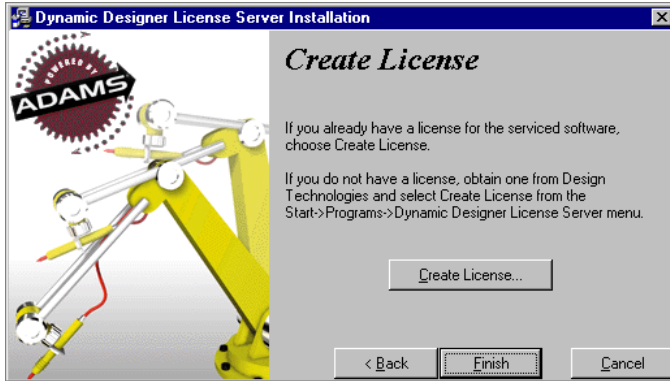 Dynamic Designer License Server Installation
POWERED BY
ADAMS
Create License
If you already have a license for the serviced software,
choose Create License.
If you do not have a license, obtain one from Design
Technologies and select Create License from the
Start->Programs->Dynamic Designer License Server menu.
Create License...
< Back
Finish
Cancel